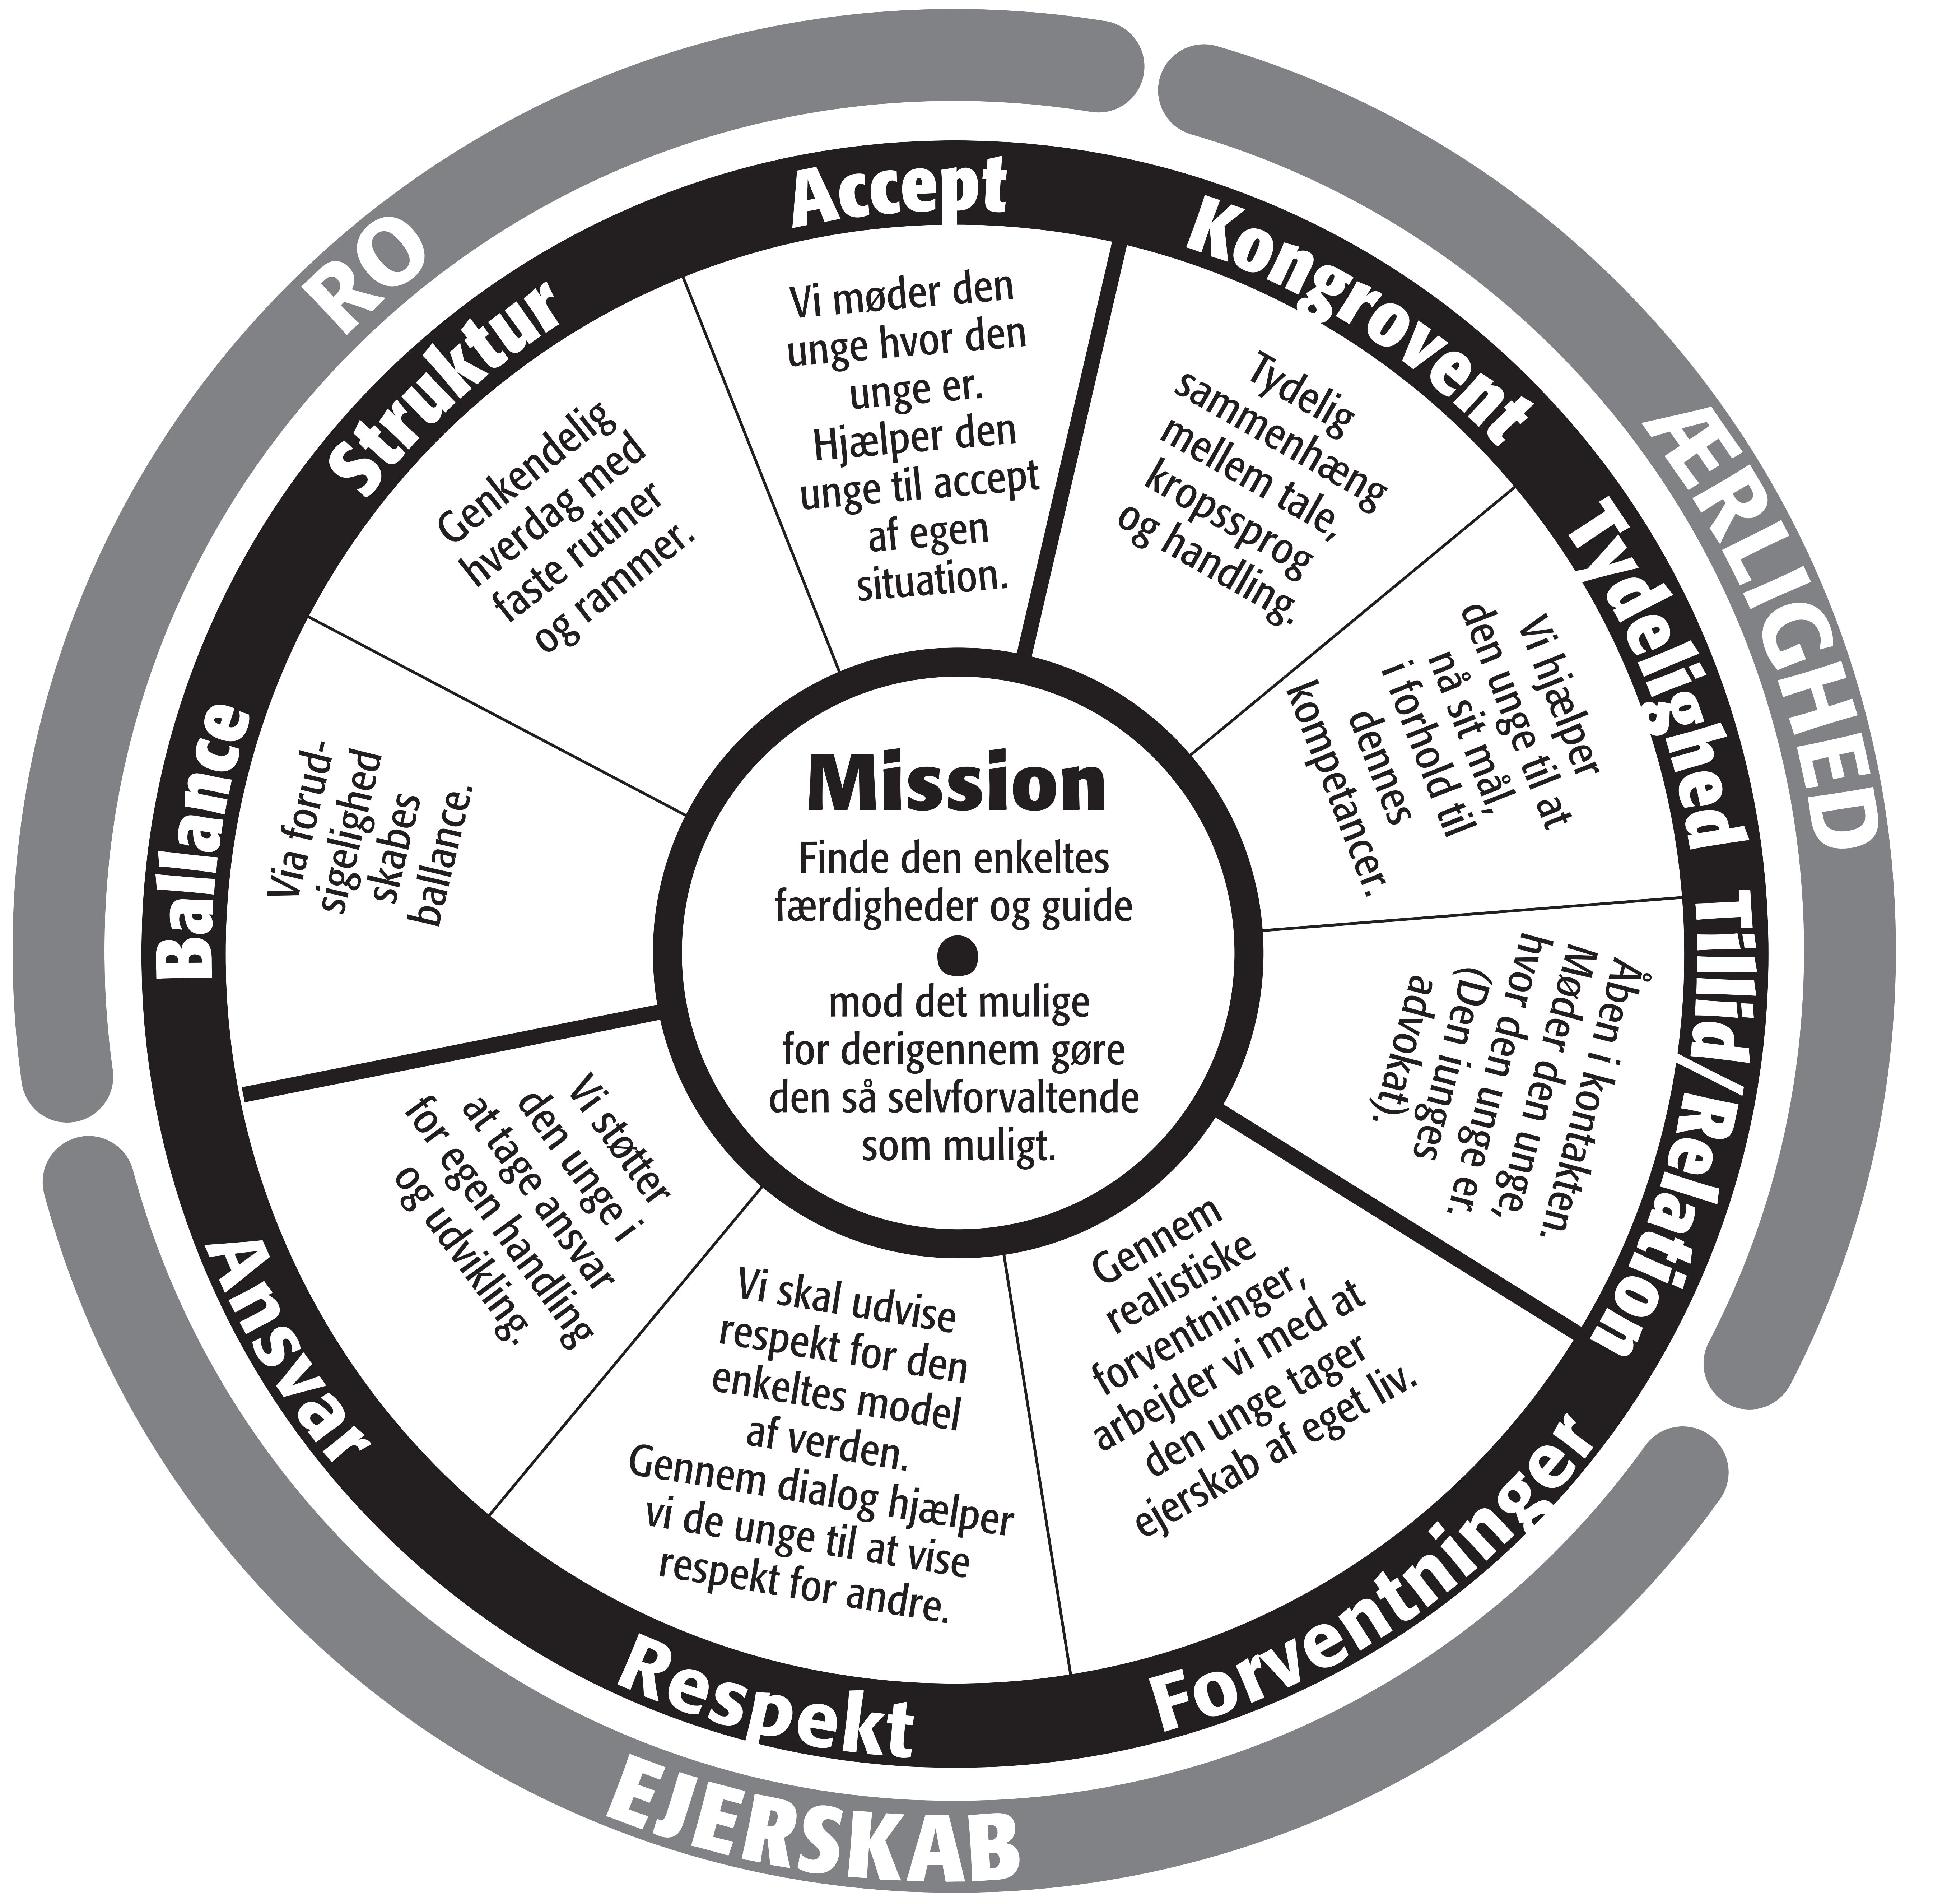 RO
ÆRLIGHED
EJERSKAB
Accept
Vi møder den
unge hvor den
unge er.
Hjælper den
unge til accept
af egen
situation.
Kongrovent
Tydelig
sammenhæng
mellem tale,
kropssprog
og handling.
Tydelighed
Vi hjælper
den unge til at
nå sit mål,
i forhold til
dennes
kompetancer.
Tillid/Relation
Åben i kontakten.
Møder den unge,
hvor den unge er.
(Den unges
advokat).
Forventninger
Gennem
realistiske
forventninger,
arbejder vi med at
den unge tager
ejerskab af eget liv.
Respekt
Vi skal udvise
respekt for den
enkeltes model
af verden.
Gennem dialog hjælper
vi de unge til at vise
respekt for andre.
Ansvar
Vi støtter
den unge i
at tage ansvar
for egen handling
og udvikling.
Ballance
Via forud-
sigelighed
skabes
ballance.
Struktur
Genkendelig
hverdag med
faste rutiner
og rammer.
Mission
Finde den enkeltes
færdigheder og guide
mod det mulige
for derigennem gøre
den så selvforvaltende
som muligt.